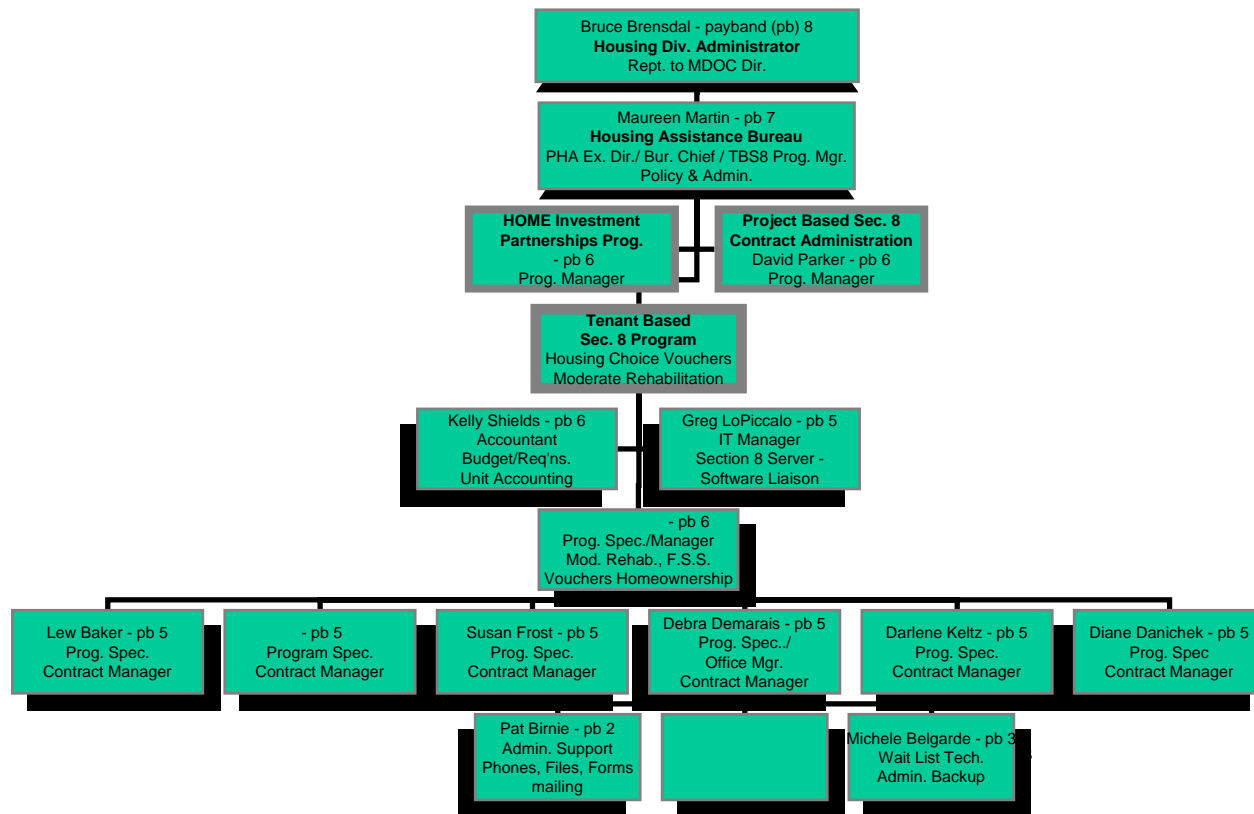 Bruce Brensdal - payband (pb) 8
Housing Div. Administrator
Rept. to MDOC Dir.
Maureen Martin - pb 7
Housing Assistance Bureau
PHA Ex. Dir./ Bur. Chief / TBS8 Prog. Mgr.
Policy & Admin.
HOME Investment
Partnerships Prog.
- pb 6
Prog. Manager
Project Based Sec. 8
Contract Administration
David Parker - pb 6
Prog. Manager
Tenant Based
Sec. 8 Program
Housing Choice Vouchers
Moderate Rehabilitation
Kelly Shields - pb 6
Accountant
Budget/Req'ns.
Unit Accounting
Greg LoPiccalo - pb 5
IT Manager
Section 8 Server -
Software Liaison
- pb 6
Prog. Spec./Manager
Mod. Rehab., F.S.S.
Vouchers Homeownership
Lew Baker - pb 5
Prog. Spec.
Contract Manager
- pb 5
Program Spec.
Contract Manager
Susan Frost - pb 5
Prog. Spec.
Contract Manager
Debra Demarais - pb 5
Prog. Spec../
Office Mgr.
Contract Manager
Darlene Keltz - pb 5
Prog. Spec.
Contract Manager
Diane Danichek - pb 5
Prog. Spec
Contract Manager
Pat Birnie - pb 2
Admin. Support
Phones, Files, Forms
mailing
Michele Belgarde - pb 3
Wait List Tech.
Admin. Backup